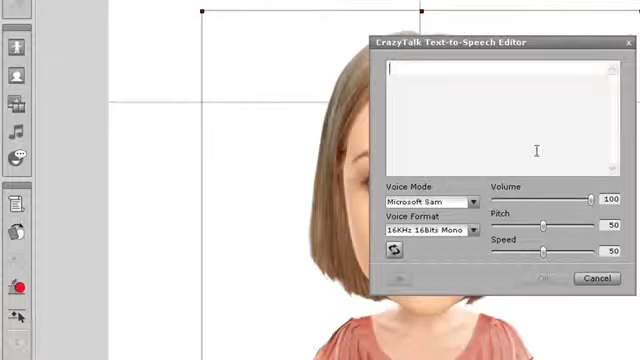 CrazyTalk Text-to-Speech Editor x
Voice Mode
Microsoft Sam
Voice Format
16KHz 16Bits Mono
Volume
100
Pitch
50
Speed
50
Cancel